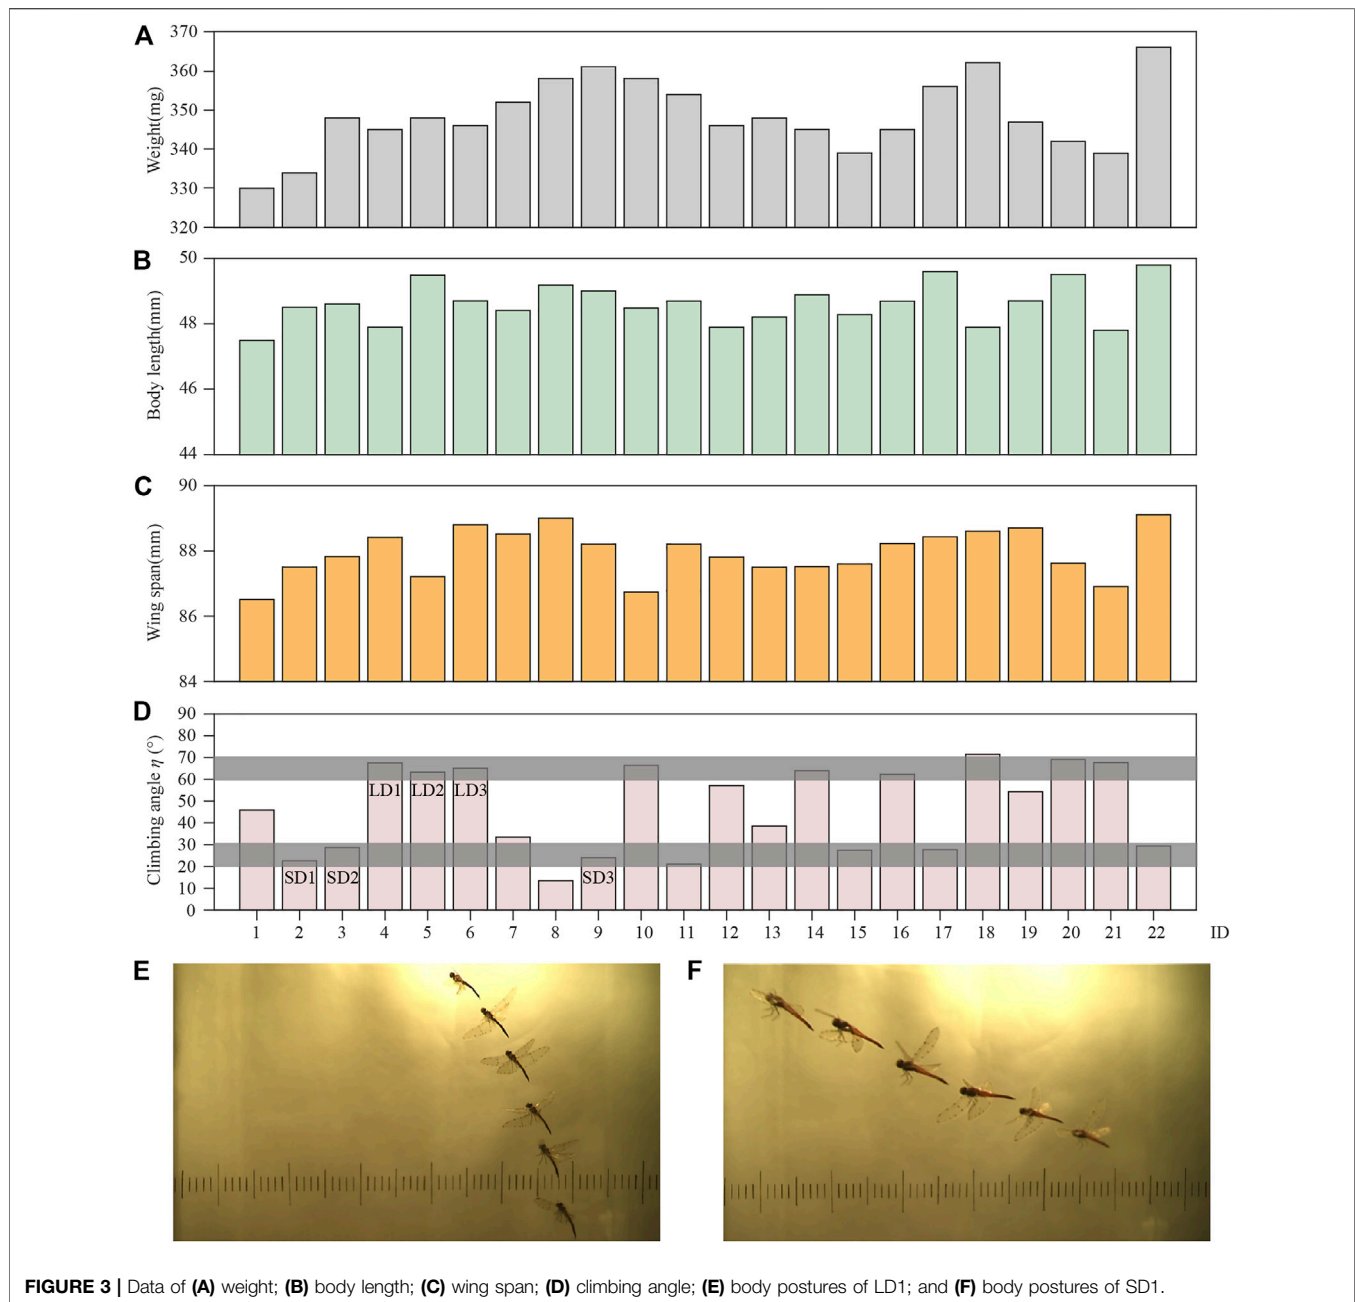 A
370
360
350
340
330
320
Weight(mg)
B
50
48
46
44
Body length(mm)
C
90
88
86
84
Wing span(mm)
D
90
80
70
60
50
40
30
20
10
0
Climbing angle η (°)
LD1 LD2 LD3
SD1 SD2 SD3
1 2 3 4 5 6 7 8 9 10 11 12 13 14 15 16 17 18 19 20 21 22 ID
E F
FIGURE 3 | Data of (A) weight; (B) body length; (C) wing span; (D) climbing angle; (E) body postures of LD1; and (F) body postures of SD1.